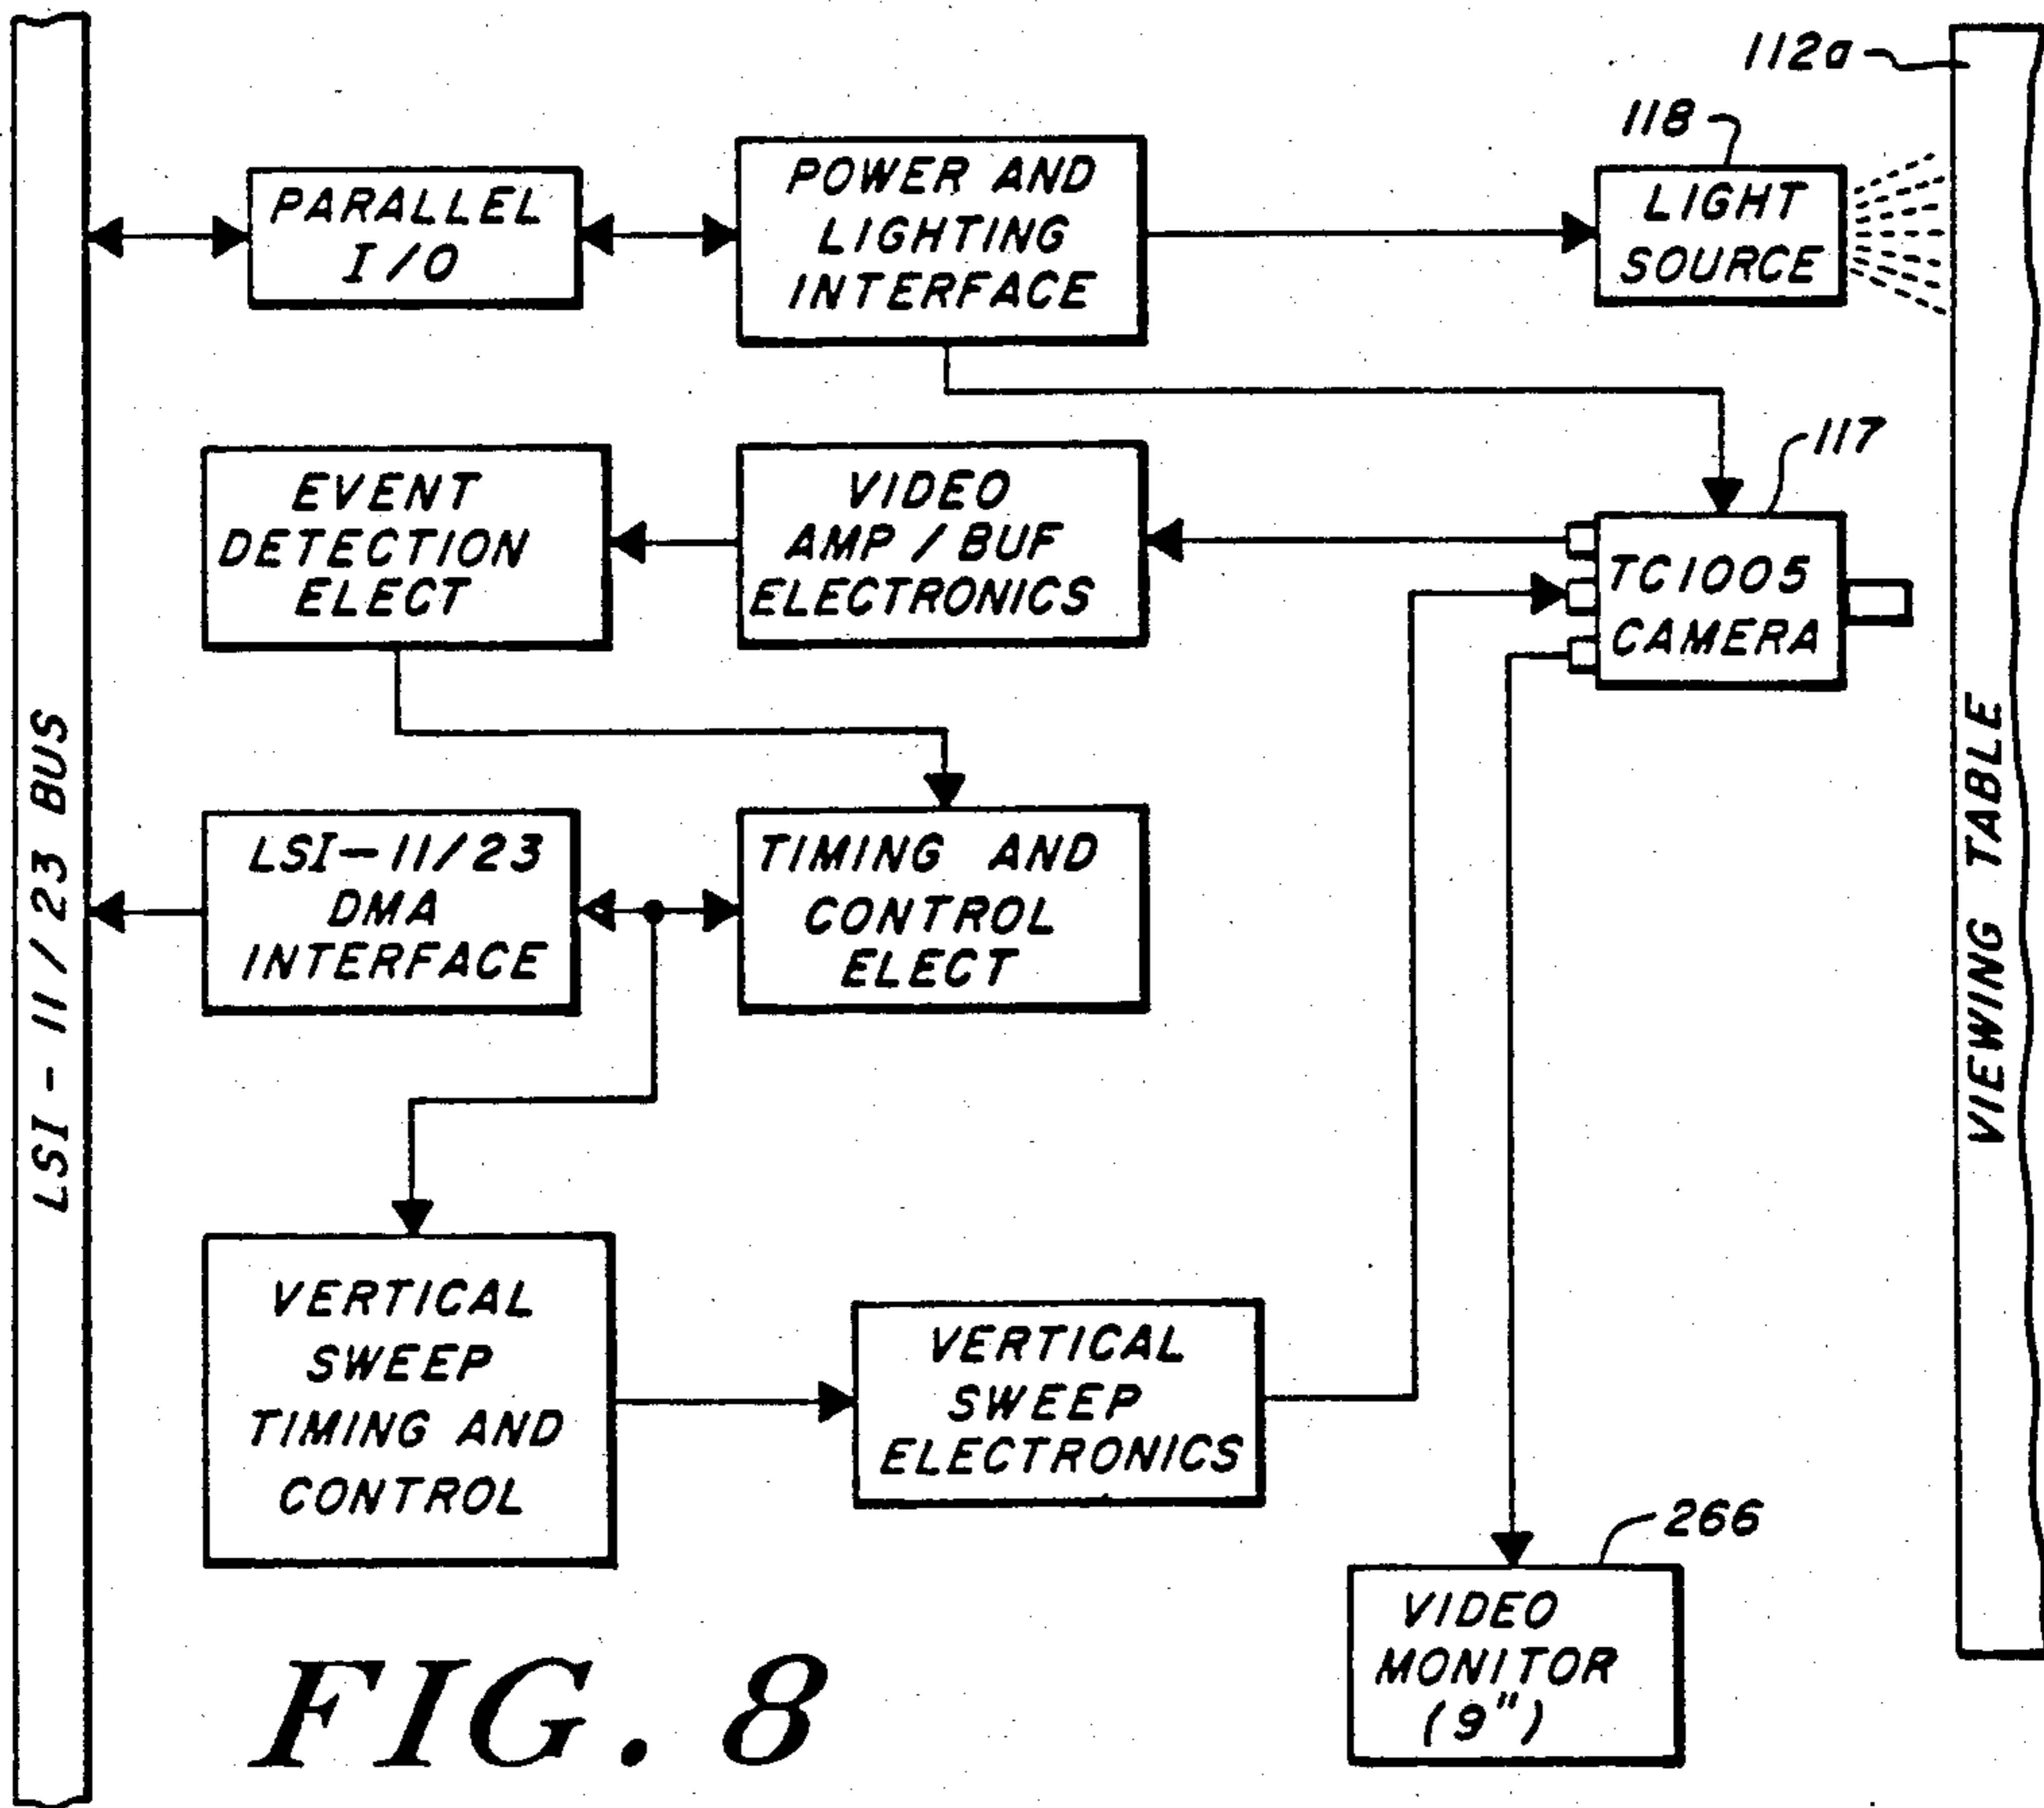 112a
118
PARALLEL
I/O
POWER AND
LIGHTING
INTERFACE
LIGHT
SOURCE
117
EVENT
DETECTION
ELECT
VIDEO
AMP / BUF
ELECTRONICS
TC1005
CAMERA
LSI - 11 / 23 BUS
VIEWING TABLE
LSI-11/23
DMA
INTERFACE
TIMING AND
CONTROL
ELECT
VERTICAL
SWEEP
TIMING AND
CONTROL
VERTICAL
SWEEP
ELECTRONICS
266
VIDEO
MONITOR
(9")
FIG. 8